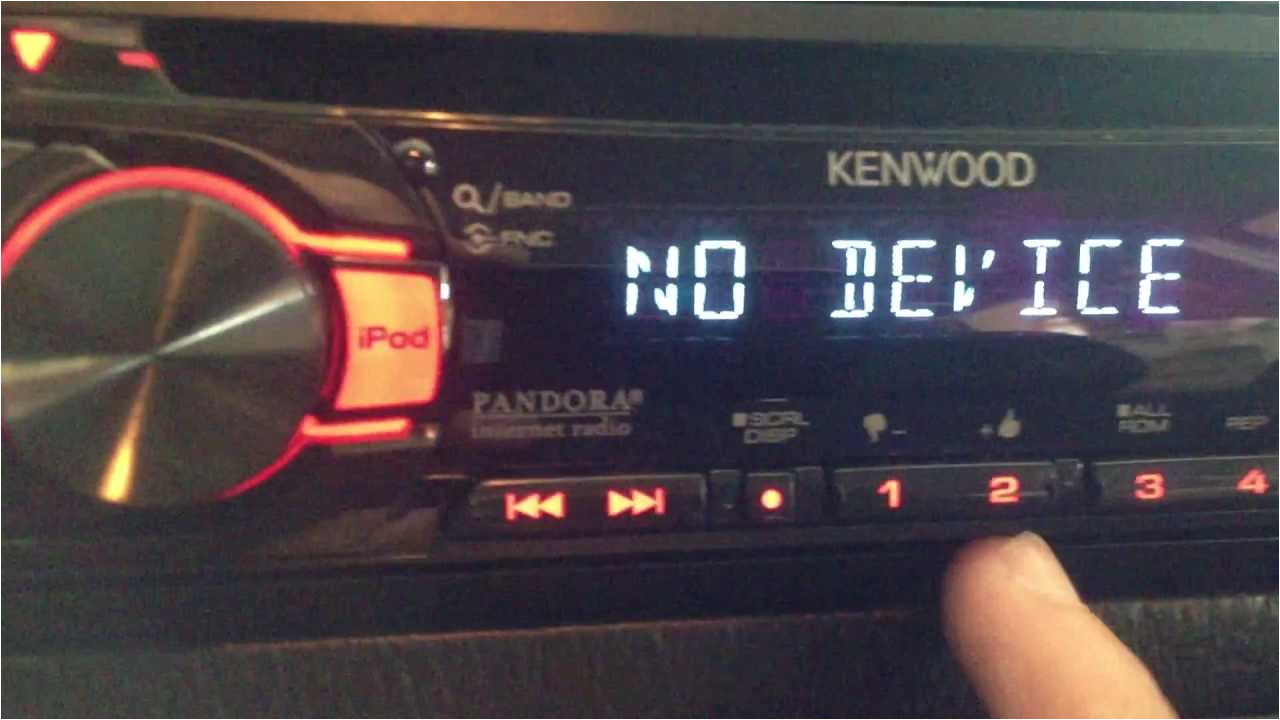 KENWOOD
/BAND
FNC
NO DEVICE
iPod
PANDORA®
internet radio
SCRL
DISP
-
+
ALL
RDM
REP
1
2
3
4